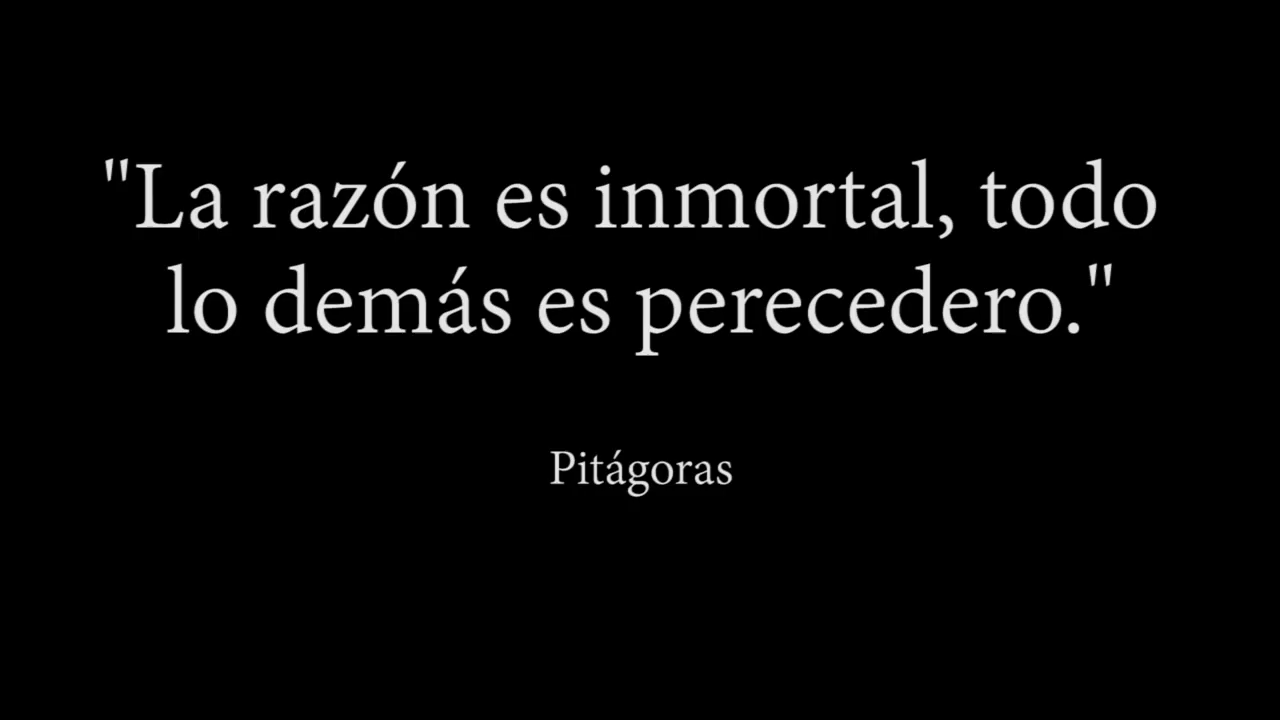 "La razón es inmortal, todo
lo demás es perecedero."
Pitágoras